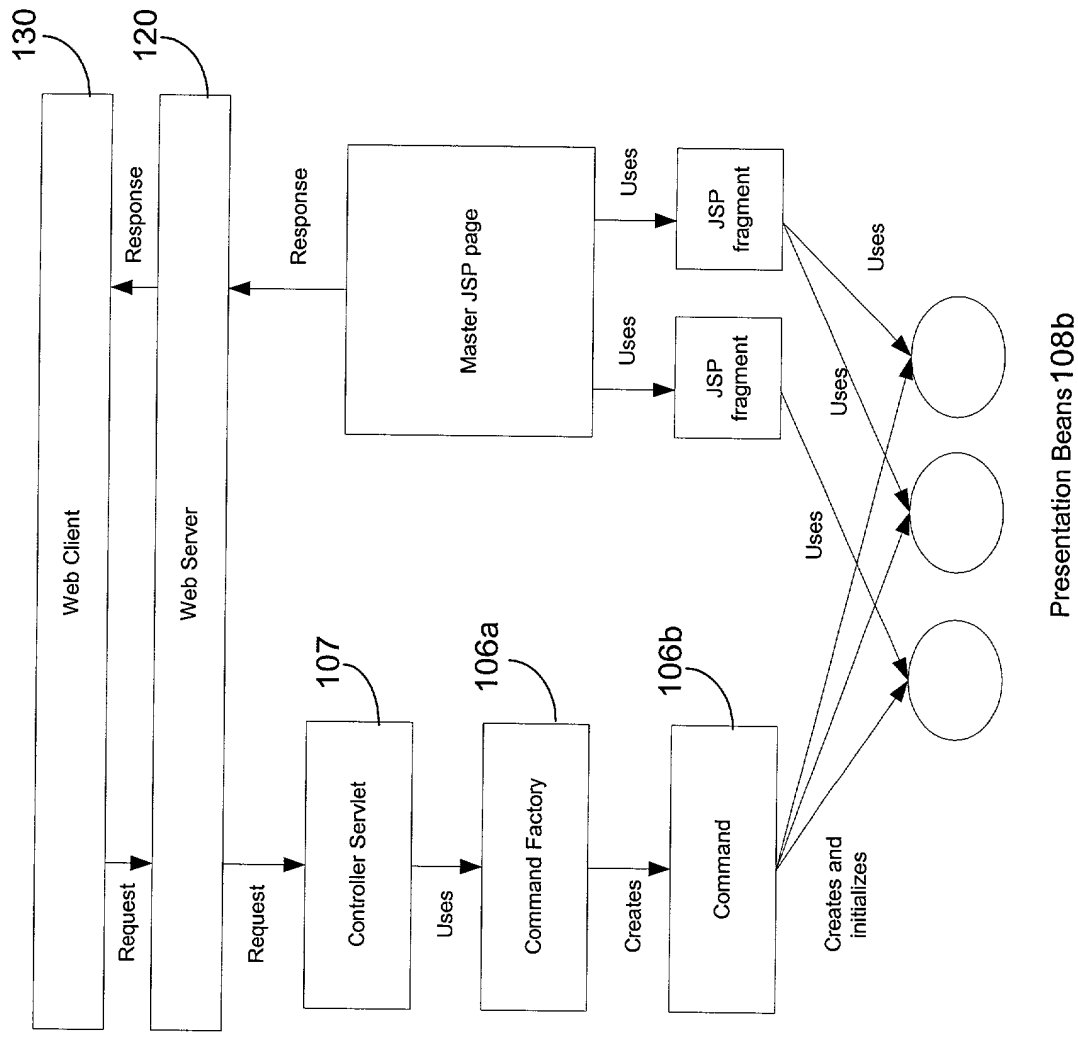 130
Web Client
Request
Response
120
Web Server
Request
Response
107
Controller Servlet
Uses
106a
Command Factory
Creates
106b
Command
Creates and
initializes
Master JSP page
Uses
Uses
JSP
fragment
JSP
fragment
Uses
Uses
Uses
Presentation Beans 108b